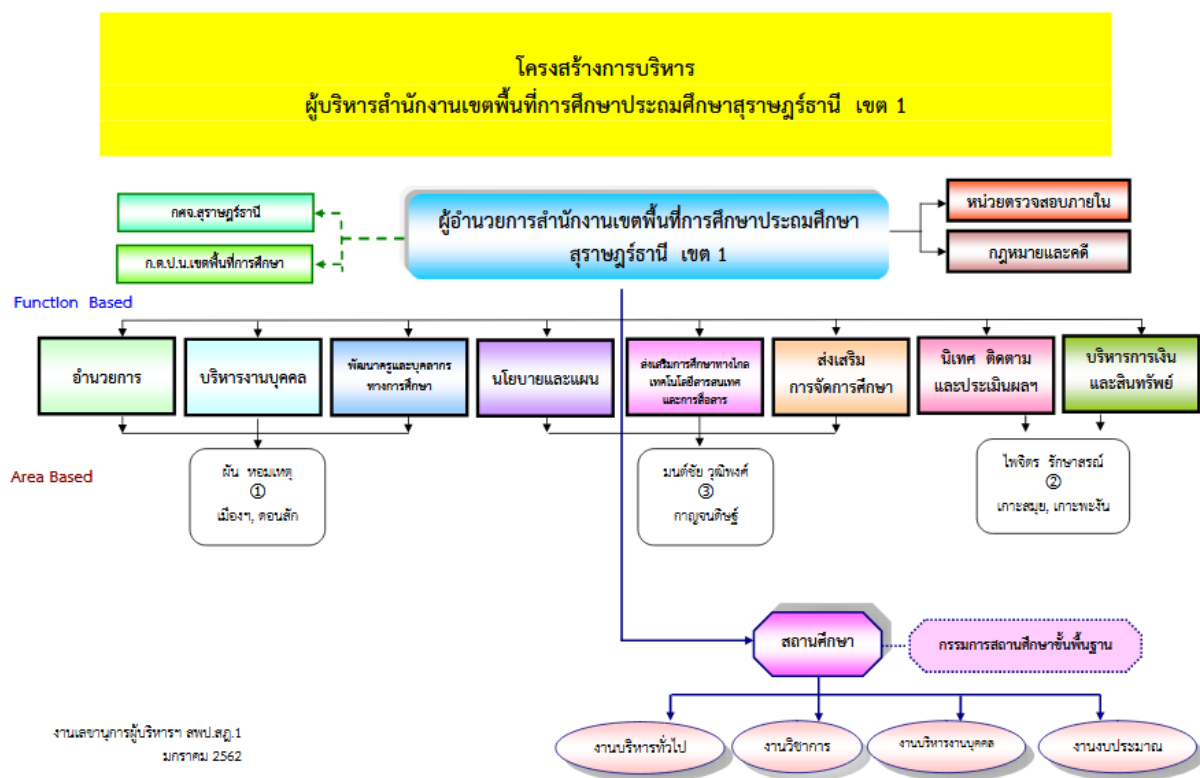 โครงสร้างการบริหาร
ผู้บริหารสำนักงานเขตพื้นที่การศึกษาประถมศึกษาสุราษฎร์ธานี เขต 1
กศจ.สุราษฎร์ธานี
ก.ต.ป.น.เขตพื้นที่การศึกษา
ผู้อำนวยการสำนักงานเขตพื้นที่การศึกษาประถมศึกษา
สุราษฎร์ธานี เขต 1
หน่วยตรวจสอบภายใน
กฎหมายและคดี
Function Based
อำนวยการ
บริหารงานบุคคล
พัฒนาครูและบุคลากร
ทางการศึกษา
นโยบายและแผน
ส่งเสริมการศึกษาทางไกล
เทคโนโลยีสารสนเทศ
และการสื่อสาร
ส่งเสริม
การจัดการศึกษา
นิเทศ ติดตาม
และประเมินผลฯ
บริหารการเงิน
และสินทรัพย์
Area Based
ผัน หอมเหตุ
①
เมืองฯ, ดอนสัก
มนต์ชัย วุฒิพงศ์
③
กาญจนดิษฐ์
ไพจิตร รักษาสรณ์
②
เกาะสมุย, เกาะพะงัน
สถานศึกษา
กรรมการสถานศึกษาขั้นพื้นฐาน
งานบริหารทั่วไป
งานวิชาการ
งานบริหารงานบุคคล
งานงบประมาณ
งานเลขานุการผู้บริหารฯ สพป.สฎ.1
มกราคม 2562